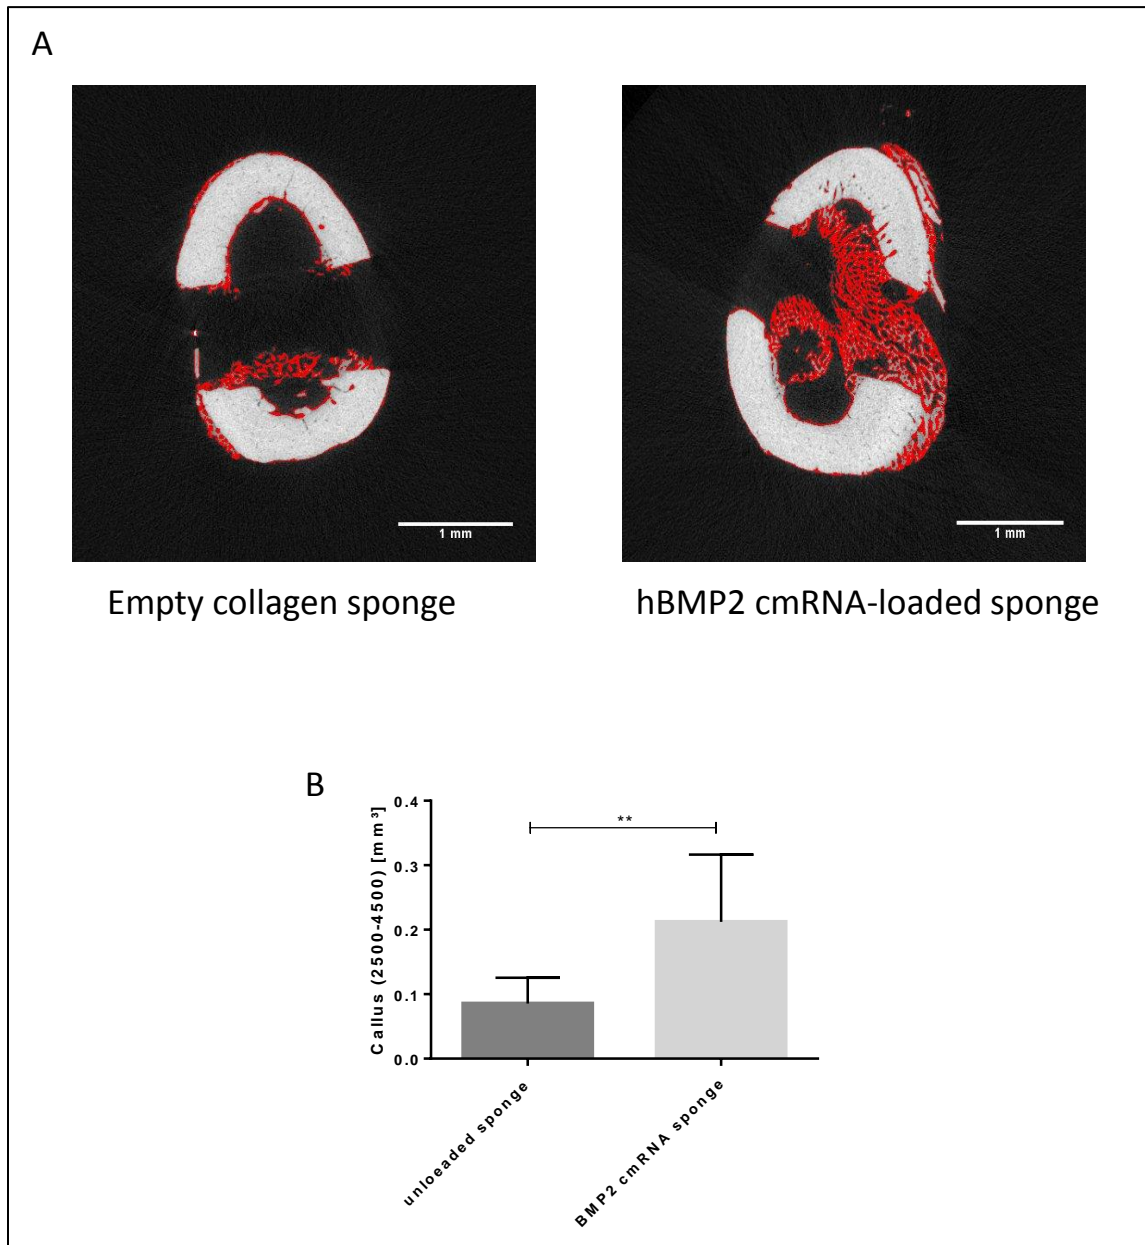 A
1 mm
1 mm
Empty collagen sponge
hBMP2 cmRNA-loaded sponge
B
Callus (2500-4500) [mm³]
0.4
0.3
0.2
0.1
0.0
**
unloeaded sponge
BMP2 cmRNA sponge